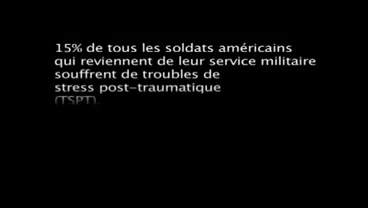 15% de tous les soldats américains
qui reviennent de leur service militaire
souffrent de troubles de
stress post-traumatique
(TSPT).